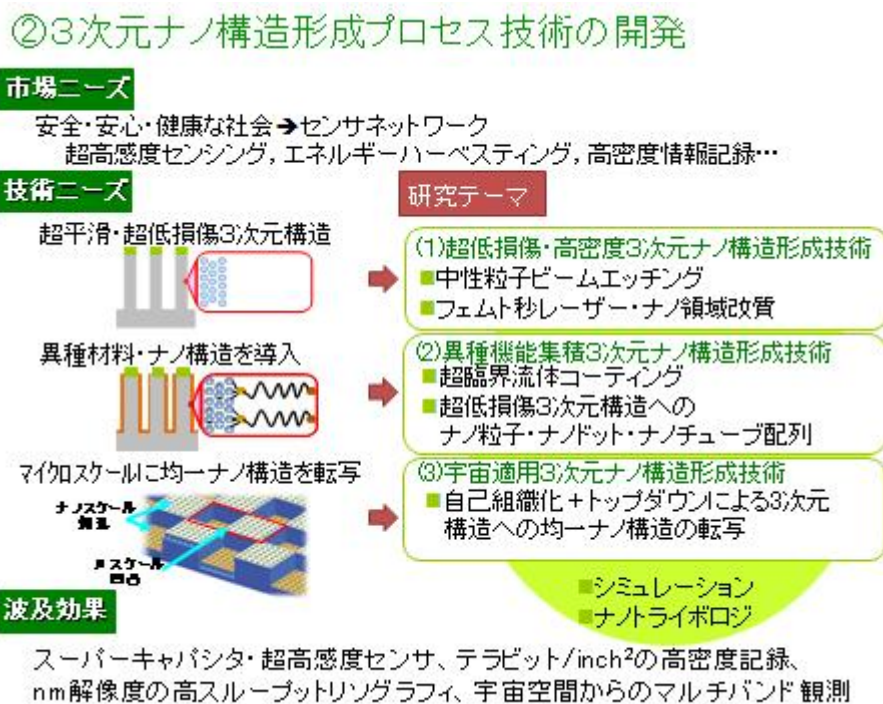 ②3次元ナノ構造形成プロセス技術の開発
市場ニーズ
安全・安心・健康な社会➔センサネットワーク
超高感度センシング, エネルギーハーベスティング, 高密度情報記録…
技術ニーズ
研究テーマ
超平滑・超低損傷3次元構造
(1)超低損傷・高密度3次元ナノ構造形成技術
■中性粒子ビームエッチング
■フェムト秒レーザー・ナノ領域改質
異種材料・ナノ構造を導入
(2)異種機能集積3次元ナノ構造形成技術
■超臨界流体コーティング
■超低損傷3次元構造への
ナノ粒子・ナノドット・ナノチューブ配列
マイクロスケールに均一ナノ構造を転写
(3)宇宙適用3次元ナノ構造形成技術
■自己組織化+トップダウンによる3次元
構造への均一ナノ構造の転写
ナノスケール
μスケール
凹凸
■シミュレーション
■ナノトライボロジ
波及効果
スーパーキャパシタ・超高感度センサ、テラビット/inch²の高密度記録、
nm解像度の高スループットリソグラフィ、宇宙空間からのマルチバンド観測